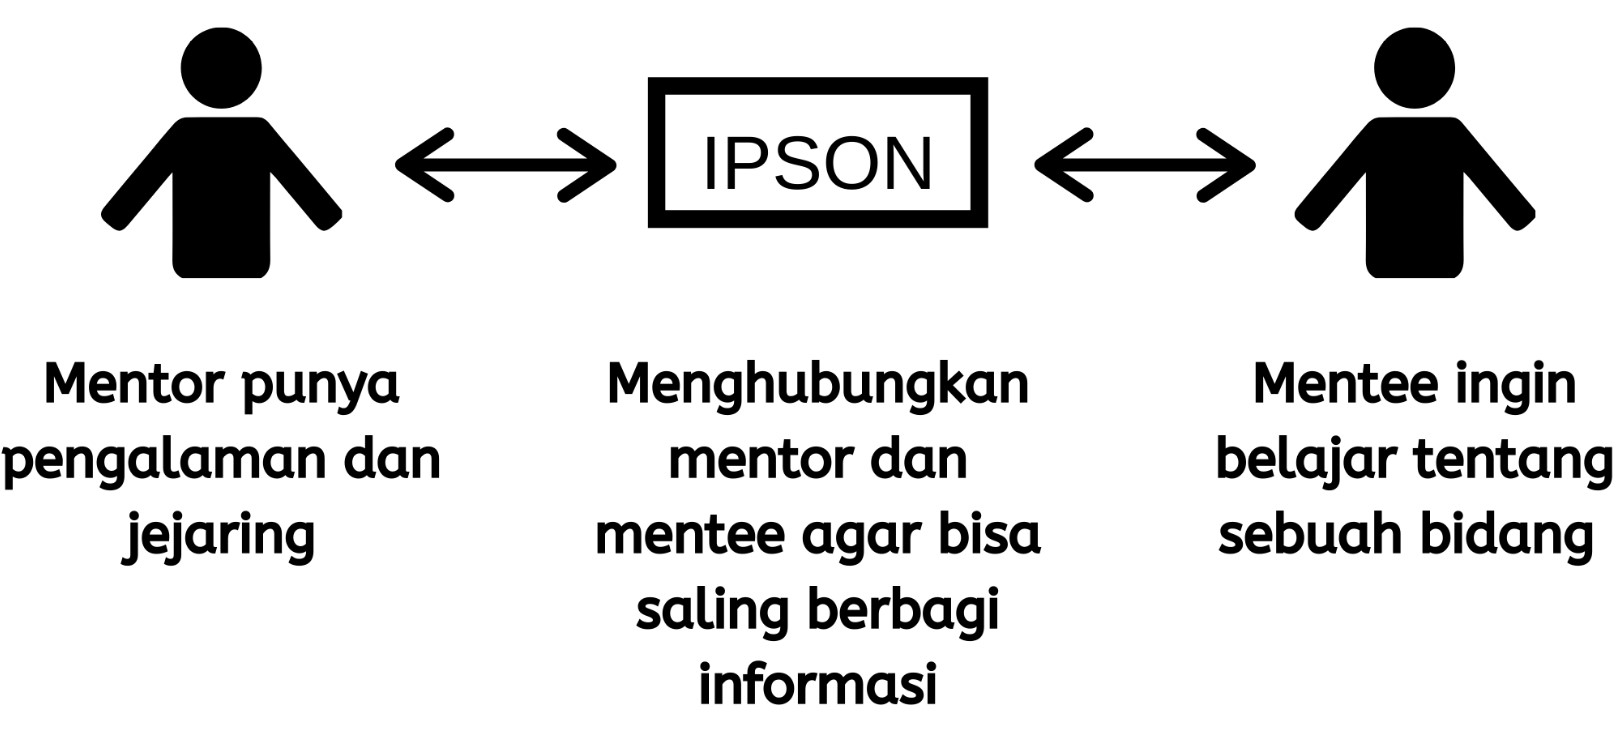 IPSON
Mentor punya
pengalaman dan
jejaring
Menghubungkan
mentor dan
mentee agar bisa
saling berbagi
informasi
Mentee ingin
belajar tentang
sebuah bidang